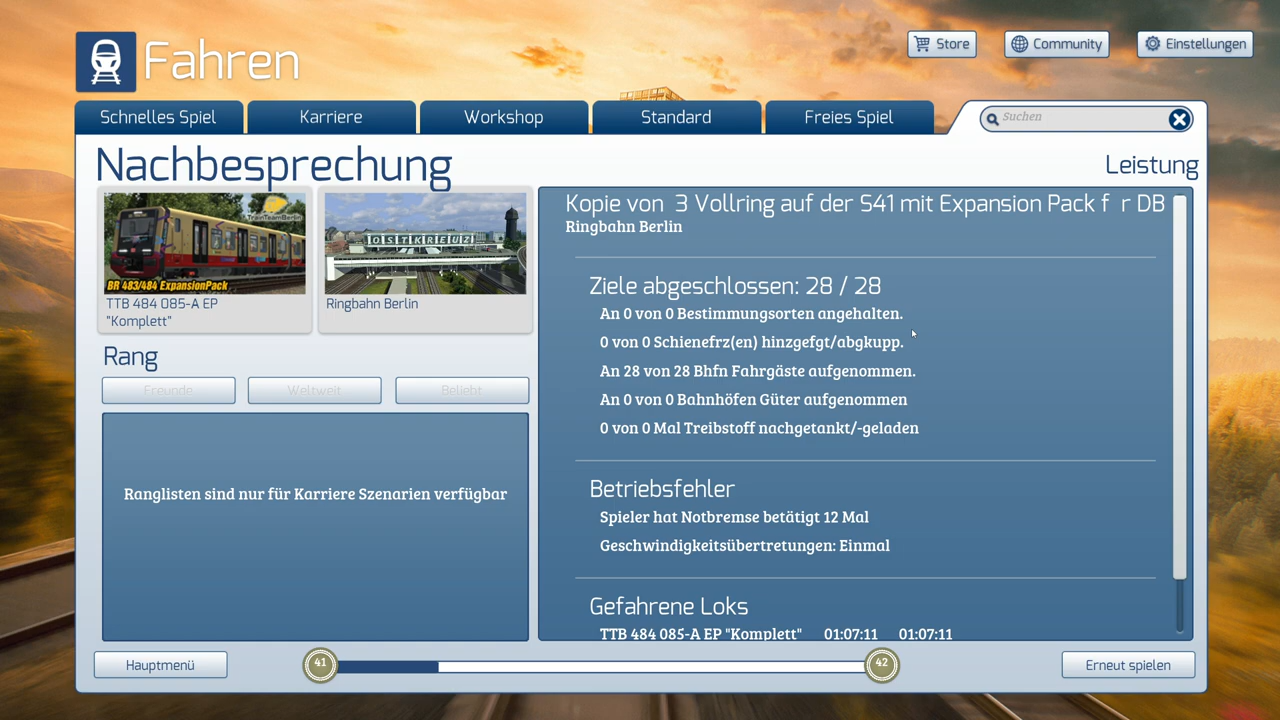 Fahren
Store
Community
Einstellungen
Schnelles Spiel
Karriere
Workshop
Standard
Freies Spiel
Suchen
Nachbesprechung
Leistung
TrainTeamBerlin
BR 483/484 ExpansionPack
TTB 484 085-A EP
"Komplett"
OSTKREUZ
Ringbahn Berlin
Rang
Freunde
Weltweit
Beliebt
Ranglisten sind nur für Karriere Szenarien verfügbar
Kopie von 3 Vollring auf der S41 mit Expansion Pack f r DB
Ringbahn Berlin
Ziele abgeschlossen: 28 / 28
An 0 von 0 Bestimmungsorten angehalten.
0 von 0 Schienefrz(en) hinzgefgt/abgkupp.
An 28 von 28 Bhfn Fahrgäste aufgenommen.
An 0 von 0 Bahnhöfen Güter aufgenommen
0 von 0 Mal Treibstoff nachgetankt/-geladen
Betriebsfehler
Spieler hat Notbremse betätigt 12 Mal
Geschwindigkeitsübertretungen: Einmal
Gefahrene Loks
TTB 484 085-A EP "Komplett" 01:07:11 01:07:11
Hauptmenü
41
42
Erneut spielen